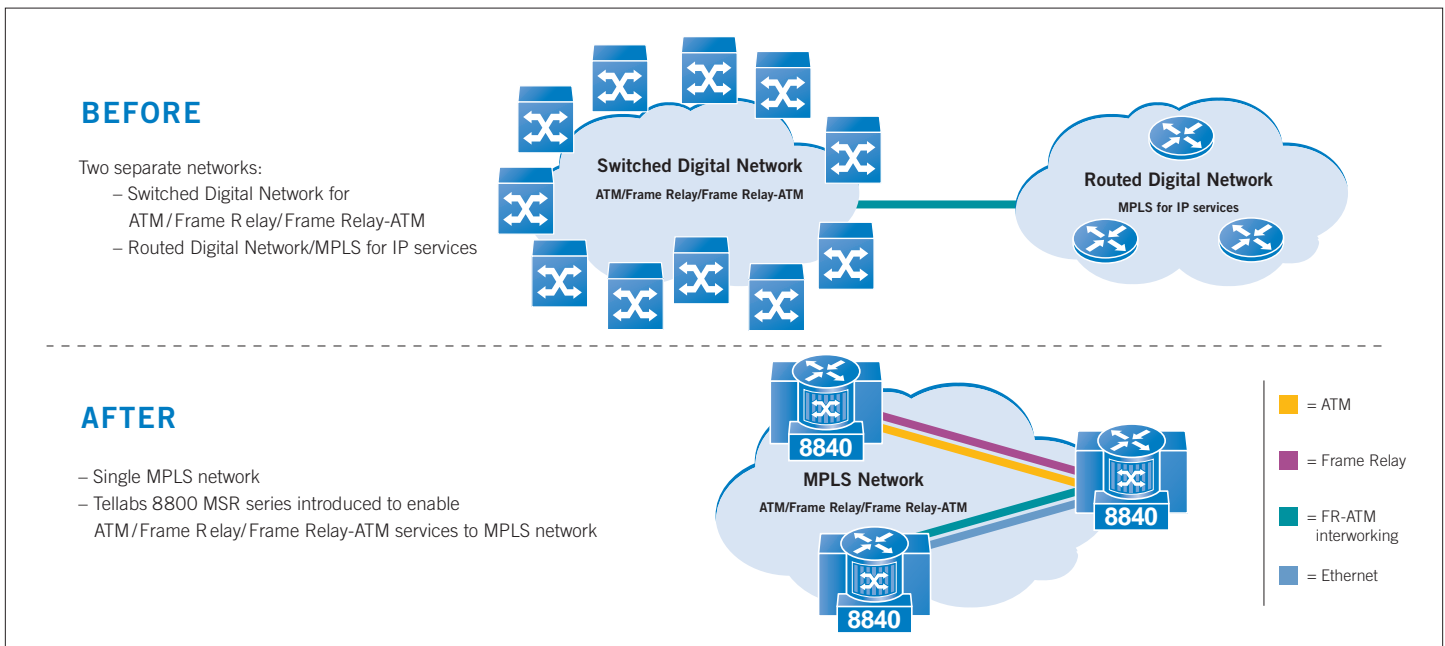 BEFORE
Two separate networks:
– Switched Digital Network for
ATM/Frame Relay/Frame Relay-ATM
– Routed Digital Network/MPLS for IP services
Switched Digital Network
ATM/Frame Relay/Frame Relay-ATM
Routed Digital Network
MPLS for IP services
AFTER
– Single MPLS network
– Tellabs 8800 MSR series introduced to enable
ATM/Frame Relay/Frame Relay-ATM services to MPLS network
8840
MPLS Network
ATM/Frame Relay/Frame Relay-ATM
8840
8840
= ATM
= Frame Relay
= FR-ATM
interworking
= Ethernet